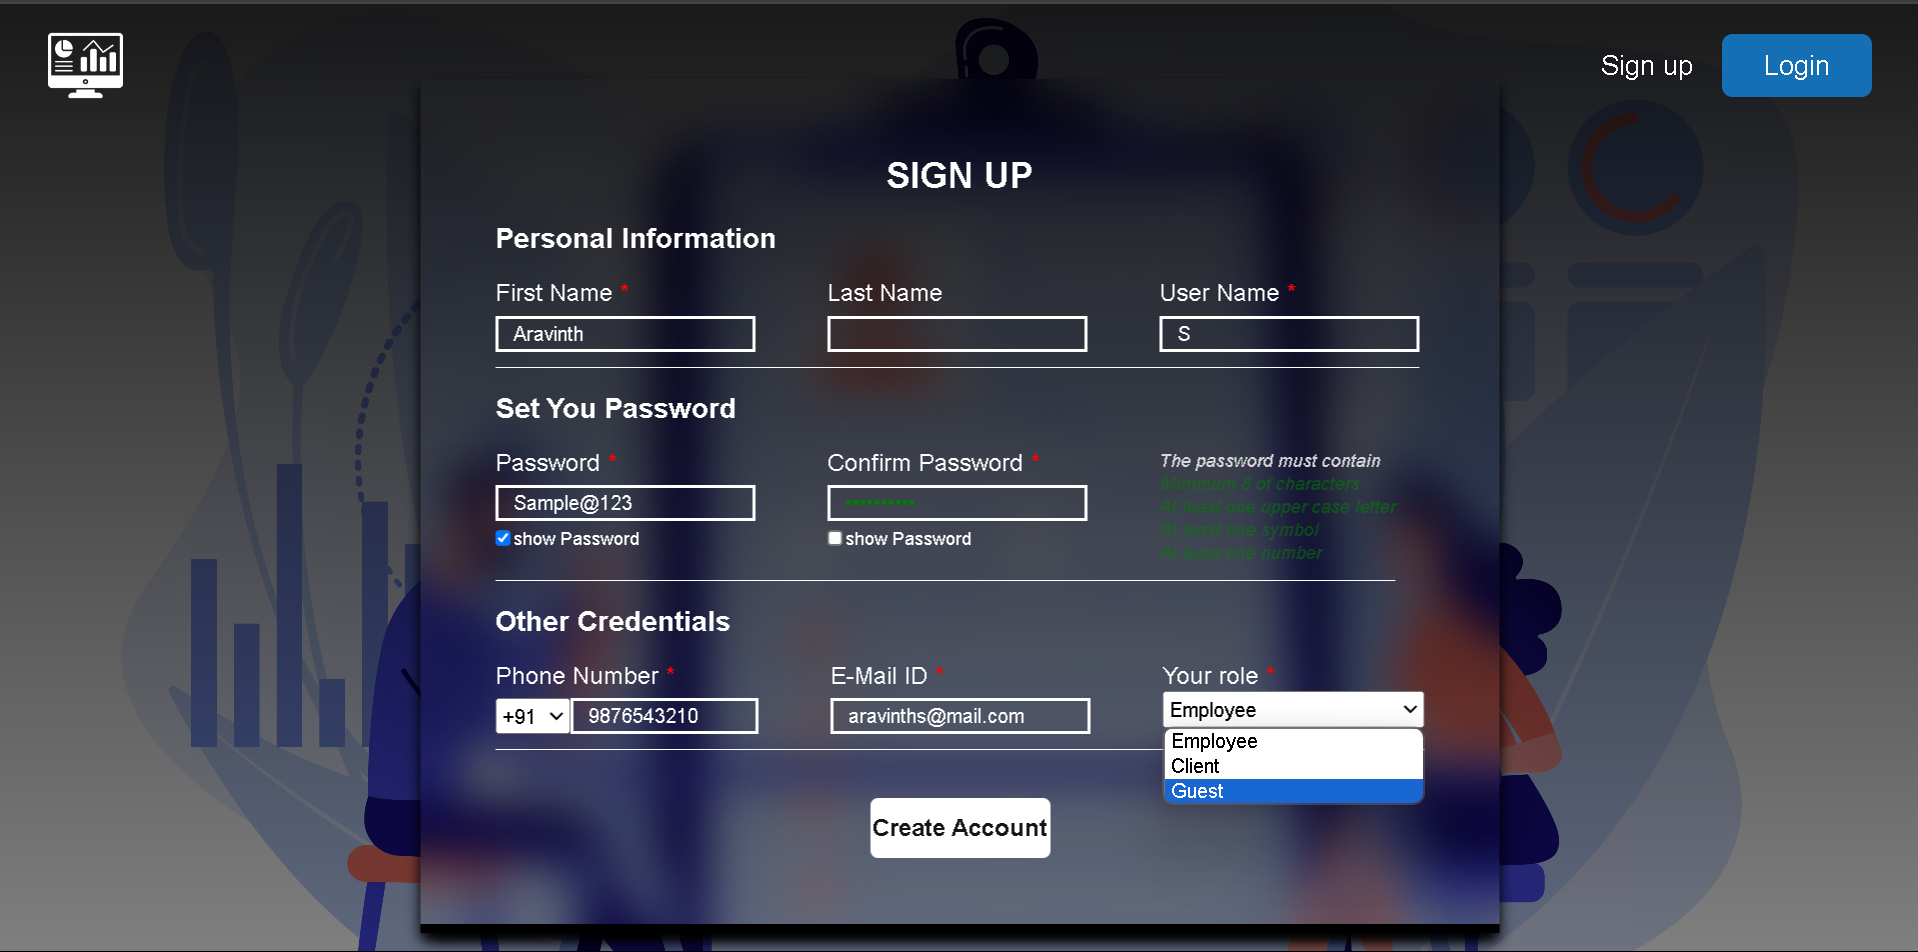 Sign up
Login
SIGN UP
Personal Information
First Name *
Last Name
User Name *
Aravinth
S
Set You Password
Password *
Confirm Password *
The password must contain
Minimum 8 of characters
At least one upper case letter
At least one symbol
At least one number
Sample@123
••••••••••
show Password
show Password
Other Credentials
Phone Number *
E-Mail ID *
Your role *
+91
9876543210
aravinths@mail.com
Employee
Employee
Client
Guest
Create Account